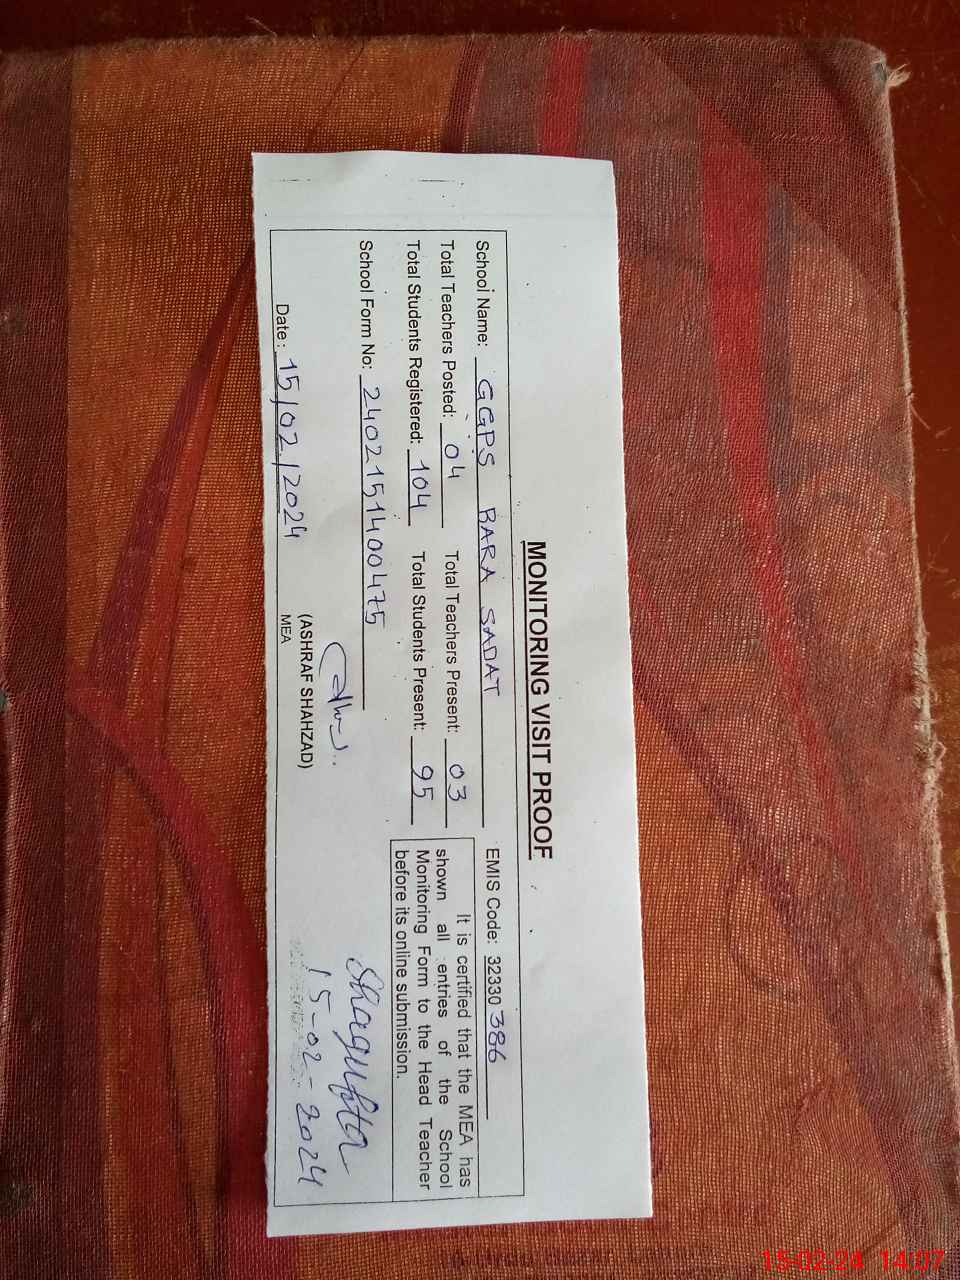 MONITORING VISIT PROOF
School Name: GGPS BARA SADAT EMIS Code: 32330386
Total Teachers Posted: 04 Total Teachers Present: 03
Total Students Registered: 104 Total Students Present: 95
School Form No: 2402151400475
It is certified that the MEA has
shown all entries of the School
Monitoring Form to the Head Teacher
before its online submission.
(ASHRAF SHAHZAD)
MEA
Date: 15/02/2024
Shagufta
15-02-2024
15-02-24 14:07